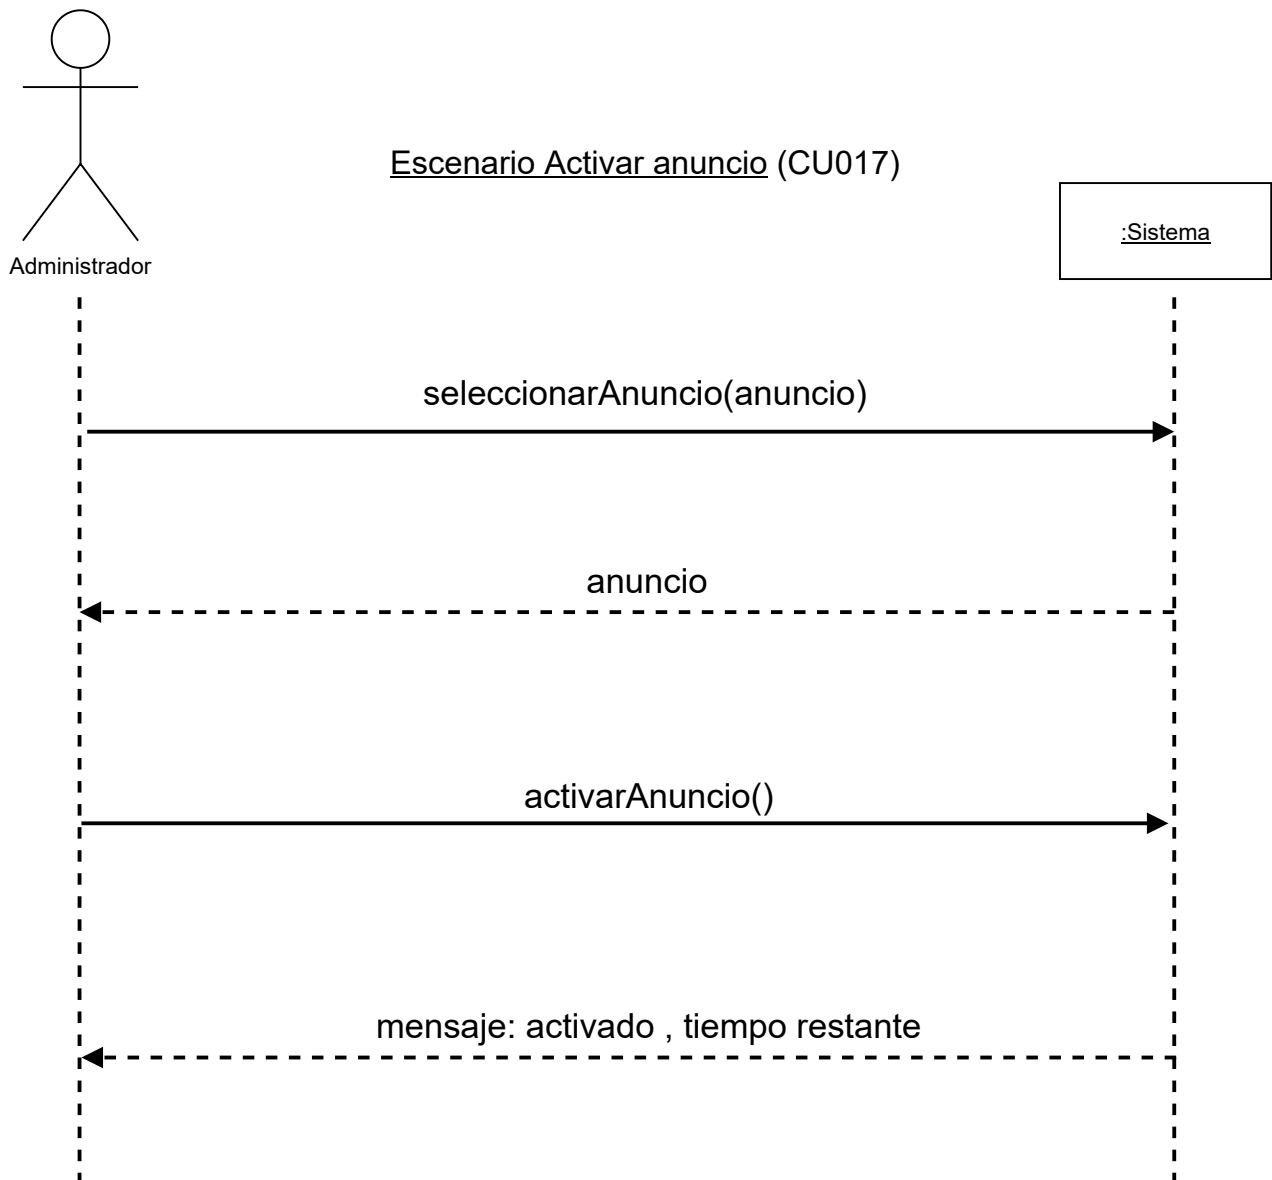 Escenario Activar anuncio (CU017)
:Sistema
Administrador
seleccionarAnuncio(anuncio)
anuncio
activarAnuncio()
mensaje: activado , tiempo restante